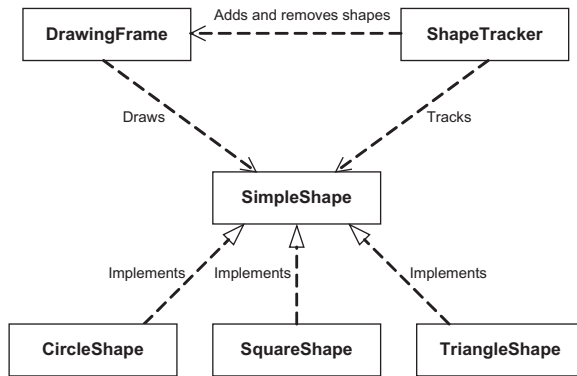 Adds and removes shapes
DrawingFrame
ShapeTracker
Draws
Tracks
SimpleShape
Implements
Implements
Implements
CircleShape
SquareShape
TriangleShape